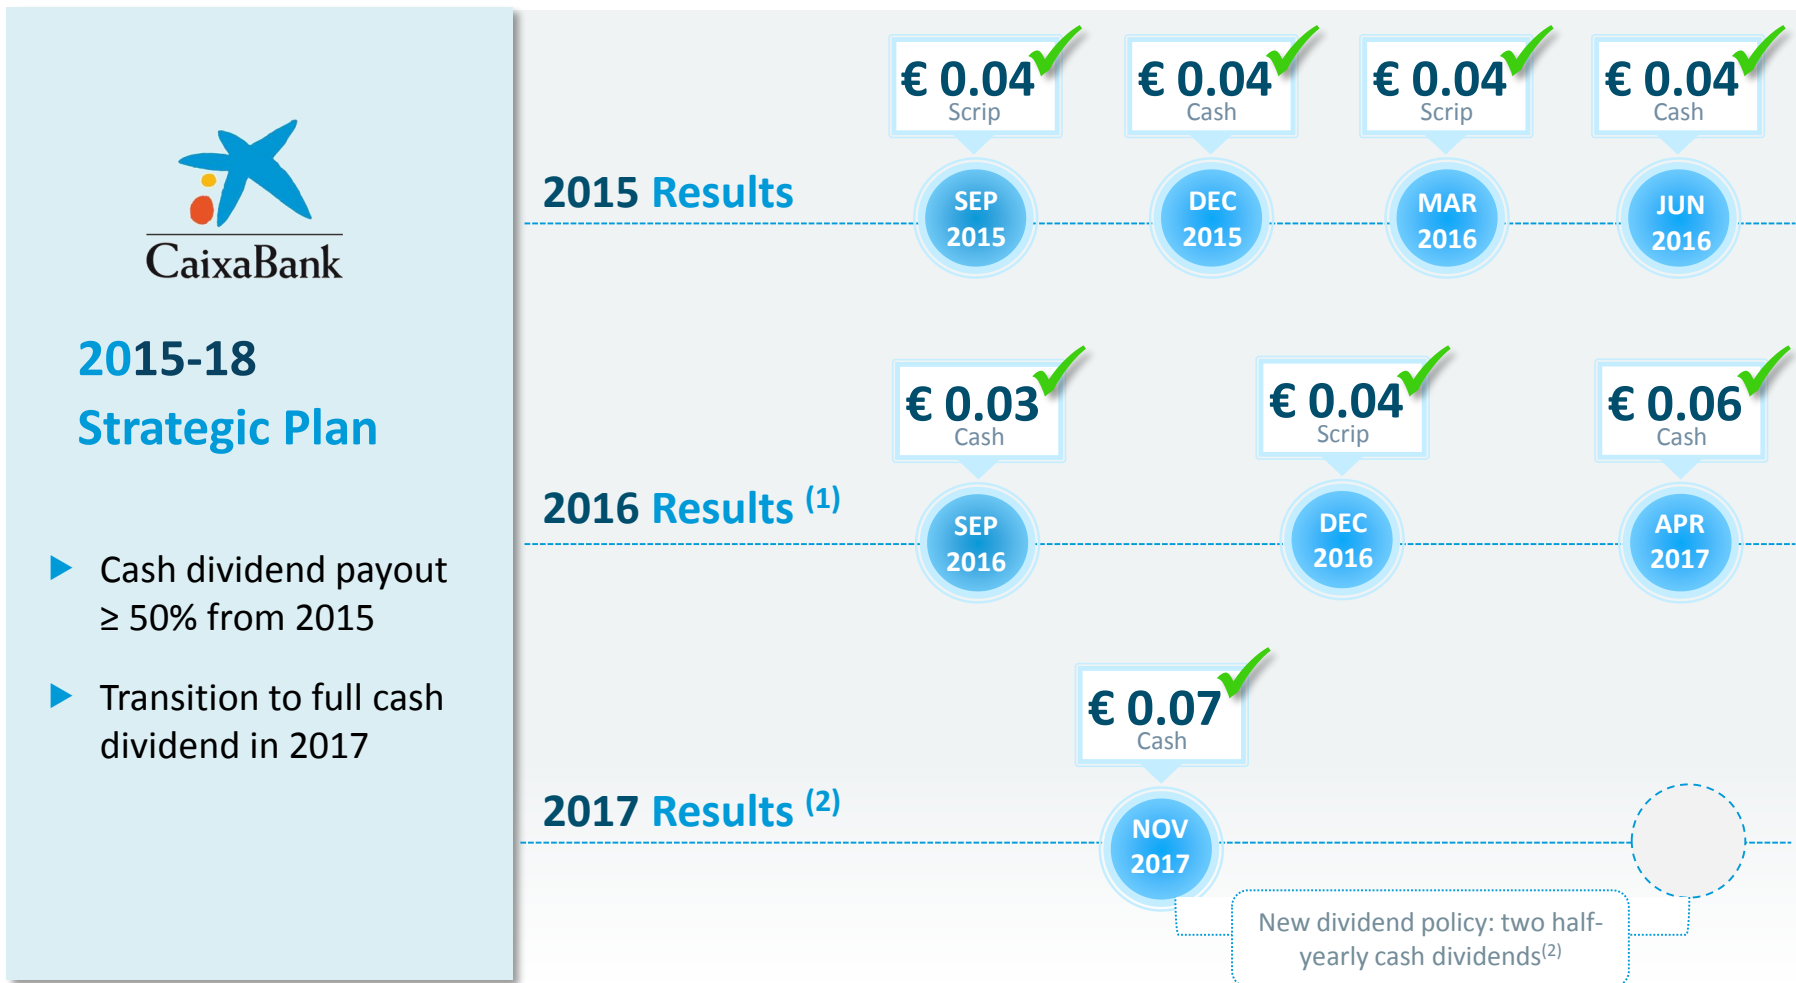 CaixaBank
2015-18
Strategic Plan
Cash dividend payout
≥ 50% from 2015
Transition to full cash
dividend in 2017
2015 Results
€ 0.04
Scrip
SEP
2015
€ 0.04
Cash
DEC
2015
€ 0.04
Scrip
MAR
2016
€ 0.04
Cash
JUN
2016
2016 Results (1)
€ 0.03
Cash
SEP
2016
€ 0.04
Scrip
DEC
2016
€ 0.06
Cash
APR
2017
2017 Results (2)
€ 0.07
Cash
NOV
2017
New dividend policy: two half-
yearly cash dividends(2)